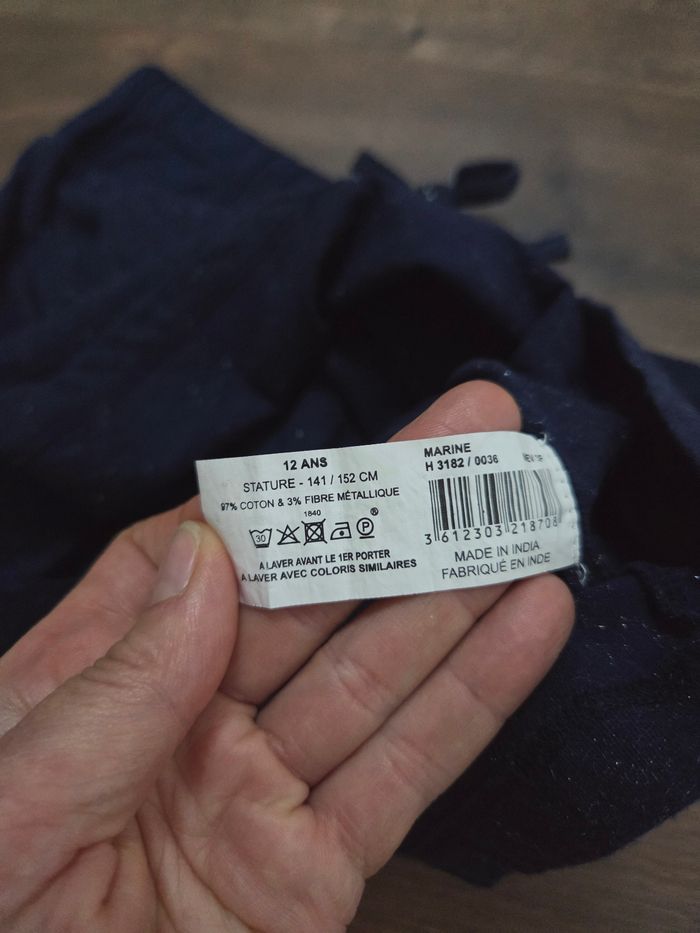 12 ANS
STATURE - 141 / 152 CM
97% COTON & 3% FIBRE MÉTALLIQUE
1840
30
P
®
A LAVER AVANT LE 1ER PORTER
A LAVER AVEC COLORIS SIMILAIRES
MARINE
H 3182 / 0036
3 612303 218708
MADE IN INDIA
FABRIQUÉ EN INDE